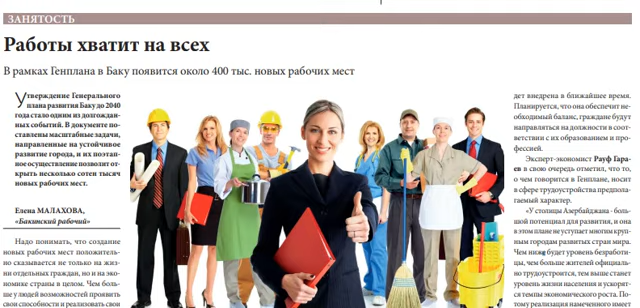 ЗАНЯТОСТЬ
Работы хватит на всех
В рамках Генплана в Баку появится около 400 тыс. новых рабочих мест
Утверждение Генерального
плана развития Баку до 2040
года стало одним из долгождан-
ных событий. В документе по-
ставлены масштабные задачи,
направленные на устойчивое
развитие города, и их поэтап-
ное осуществление позволит от-
крыть несколько сотен тысяч
новых рабочих мест.
Елена МАЛАХОВА,
«Бакинский рабочий»
Надо понимать, что создание
новых рабочих мест положитель-
но сказывается не только на жиз-
ни отдельных граждан, но и на эко-
номике страны в целом. Чем боль-
ше у людей возможностей проявить
свои способности и реализовать свои
дет внедрена в ближайшее время.
Планируется, что она обеспечит не-
обходимый баланс, граждане будут
направляться на должности в соот-
ветствии с их образованием и про-
фессией.
Эксперт-экономист Рауф Гара-
ев в свою очередь отметил, что то,
о чем говорится в Генплане, носит
в сфере трудоустройства предпола-
гаемый характер.
«У столицы Азербайджана - боль-
шой потенциал для развития, и она
в этом плане не уступает многим круп-
ным городам развитых стран мира.
Чем ниже будет уровень безработи-
цы, чем больше жителей официаль-
но трудоустроится, тем выше станет
уровень жизни населения и ускорят-
ся темпы экономического роста. По-
этому реализация намеченного имеет